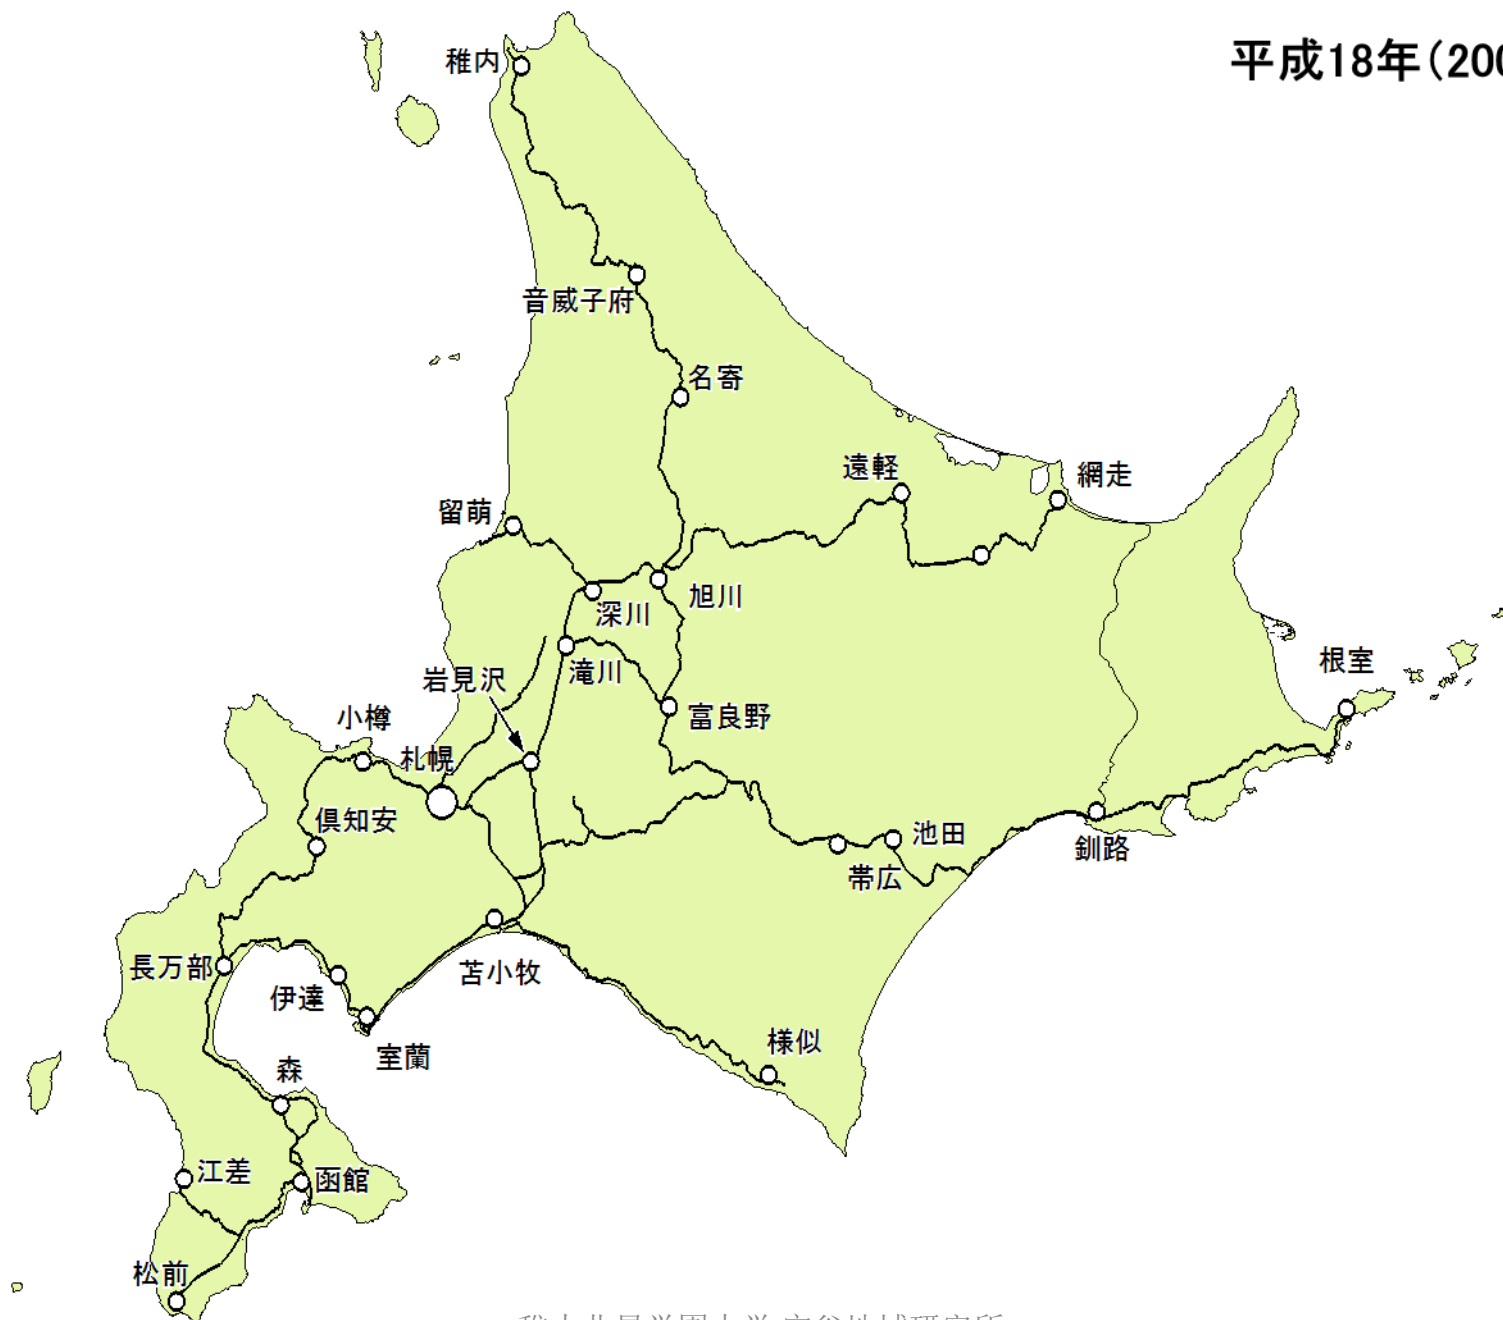 平成18年(200
稚内
音威子府
名寄
遠軽
網走
留萌
旭川
深川
滝川
岩見沢
根室
小樽
富良野
札幌
倶知安
池田
釧路
帯広
長万部
苫小牧
伊達
様似
室蘭
森
江差
函館
松前